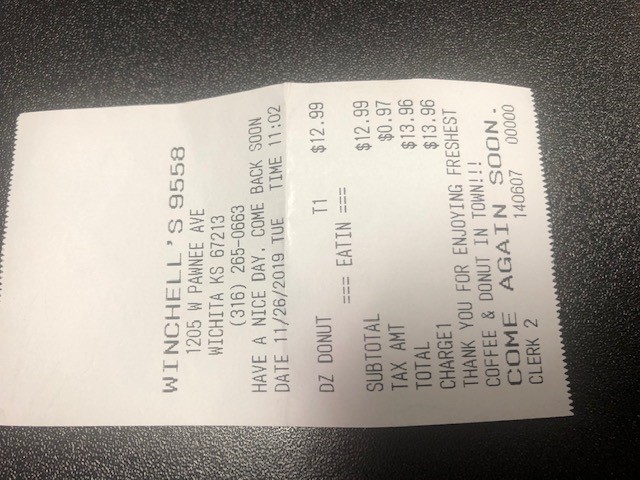 WINCHELL'S 9558
1205 W PAWNEE AVE
WICHITA KS 67213
(316) 265-0663
HAVE A NICE DAY. COME BACK SOON
DATE 11/26/2019 TUE TIME 11:02
DZ DONUT T1 $12.99
=== EATIN ===
SUBTOTAL $12.99
TAX AMT $0.97
TOTAL $13.96
CHARGE1 $13.96
THANK YOU FOR ENJOYING FRESHEST
COFFEE & DONUT IN TOWN!!!
COME AGAIN SOON.
CLERK 2 140607 00000